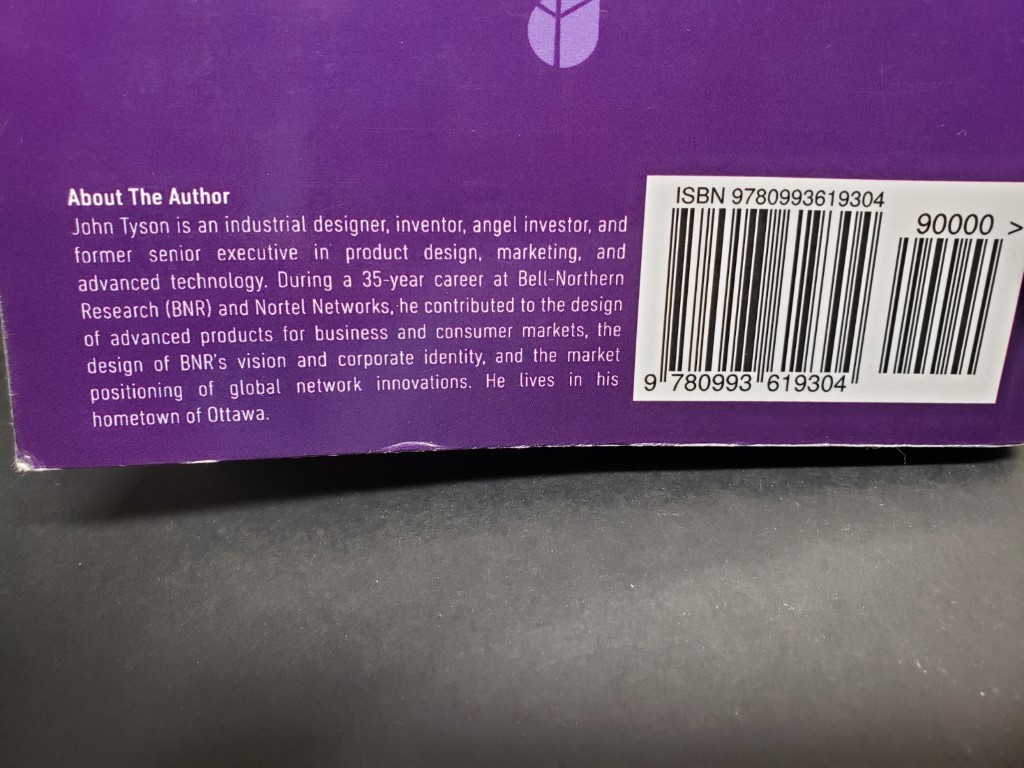 About The Author
John Tyson is an industrial designer, inventor, angel investor, and
former senior executive in product design, marketing, and
advanced technology. During a 35-year career at Bell-Northern
Research (BNR) and Nortel Networks, he contributed to the design
of advanced products for business and consumer markets, the
design of BNR's vision and corporate identity, and the market
positioning of global network innovations. He lives in his
hometown of Ottawa.
ISBN 9780993619304
90000 >
9 780993 619304